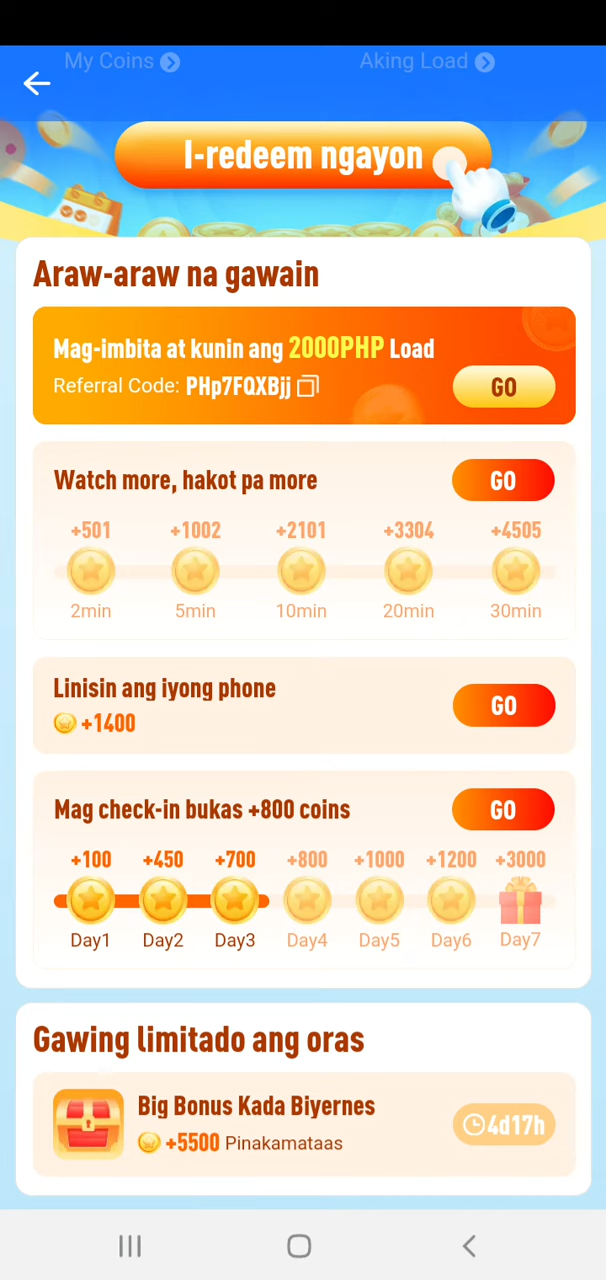 My Coins Aking Load
I-redeem ngayon
Araw-araw na gawain
Mag-imbita at kunin ang 2000PHP Load
Referral Code: PHp7FQXBjj
GO
Watch more, hakot pa more
GO
+501 +1002 +2101 +3304 +4505
2min 5min 10min 20min 30min
Linisin ang iyong phone
+1400
GO
Mag check-in bukas +800 coins
GO
+100 +450 +700 +800 +1000 +1200 +3000
Day1 Day2 Day3 Day4 Day5 Day6 Day7
Gawing limitado ang oras
Big Bonus Kada Biyernes
+5500 Pinakamataas
4d17h